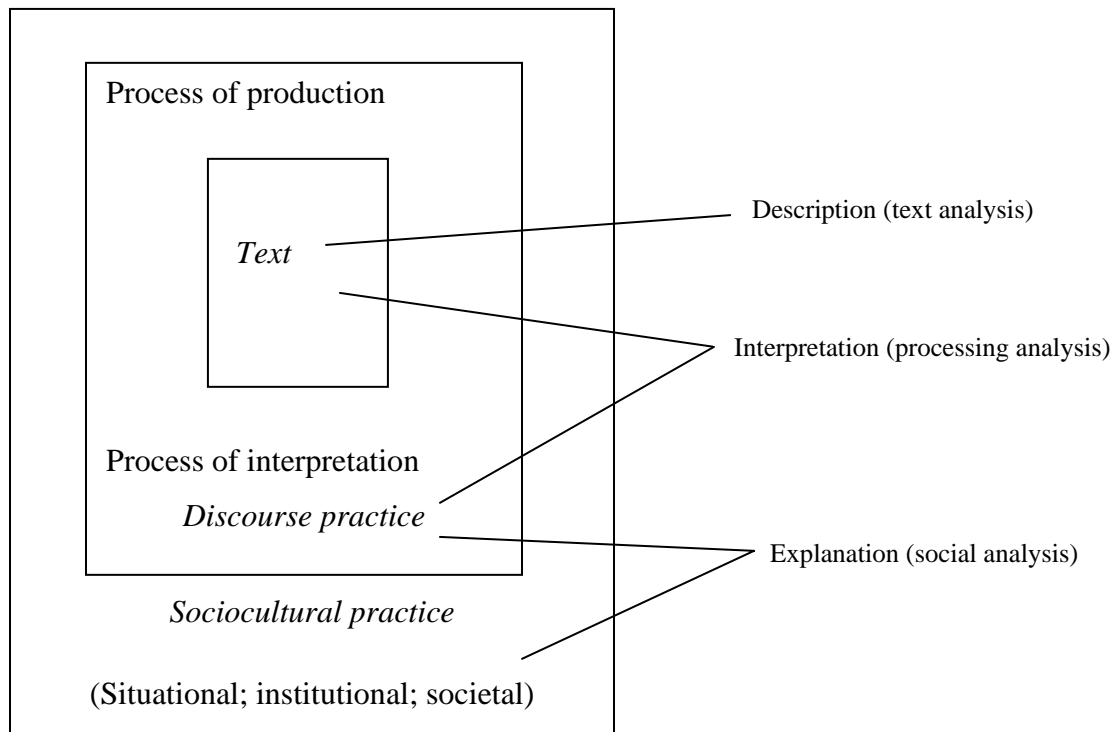 Process of production
Description (text analysis)
Text
Interpretation (processing analysis)
Process of interpretation
Discourse practice
Explanation (social analysis)
Sociocultural practice
(Situational; institutional; societal)